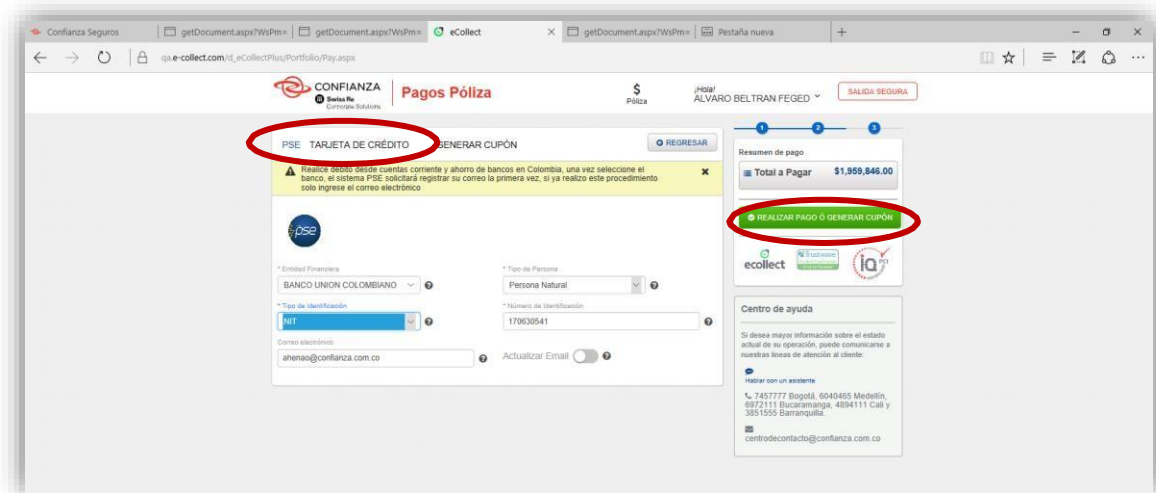 Confianza Seguros
getDocument.aspx?WsPm=
getDocument.aspx?WsPm=
eCollect
getDocument.aspx?WsPm=
Pestaña nueva
qa.e-collect.com/d_eCollectPlus/Portfolio/Pay.aspx
CONFIANZA
Swiss Re
Corporate Solutions
Pagos Póliza
$
Póliza
¡Hola!
ALVARO BELTRAN FEGED
SALIDA SEGURA
PSE TARJETA DE CRÉDITO GENERAR CUPÓN
REGRESAR
Realice débito desde cuentas corriente y ahorro de bancos en Colombia, una vez seleccione el
banco, el sistema PSE solicitará registrar su correo la primera vez, si ya realizo este procedimiento
solo ingrese el correo electrónico
pse
* Entidad Financiera
BANCO UNION COLOMBIANO
* Tipo de Persona
Persona Natural
* Tipo de Identificación
NIT
* Número de Identificación
170630541
Correo electrónico
ahenao@confianza.com.co
Actualizar Email
1 2 3
Resumen de pago
Total a Pagar $1,959,846.00
REALIZAR PAGO Ó GENERAR CUPÓN
ecollect
Trustwave
iQ PCI
Centro de ayuda
Si desea mayor información sobre el estado
actual de su operación, puede comunicarse a
nuestras lineas de atención al cliente:
Hablar con un asistente
7457777 Bogotá, 6040465 Medellín,
6972111 Bucaramanga, 4894111 Cali y
3851555 Barranquilla.
centrodecontacto@confianza.com.co